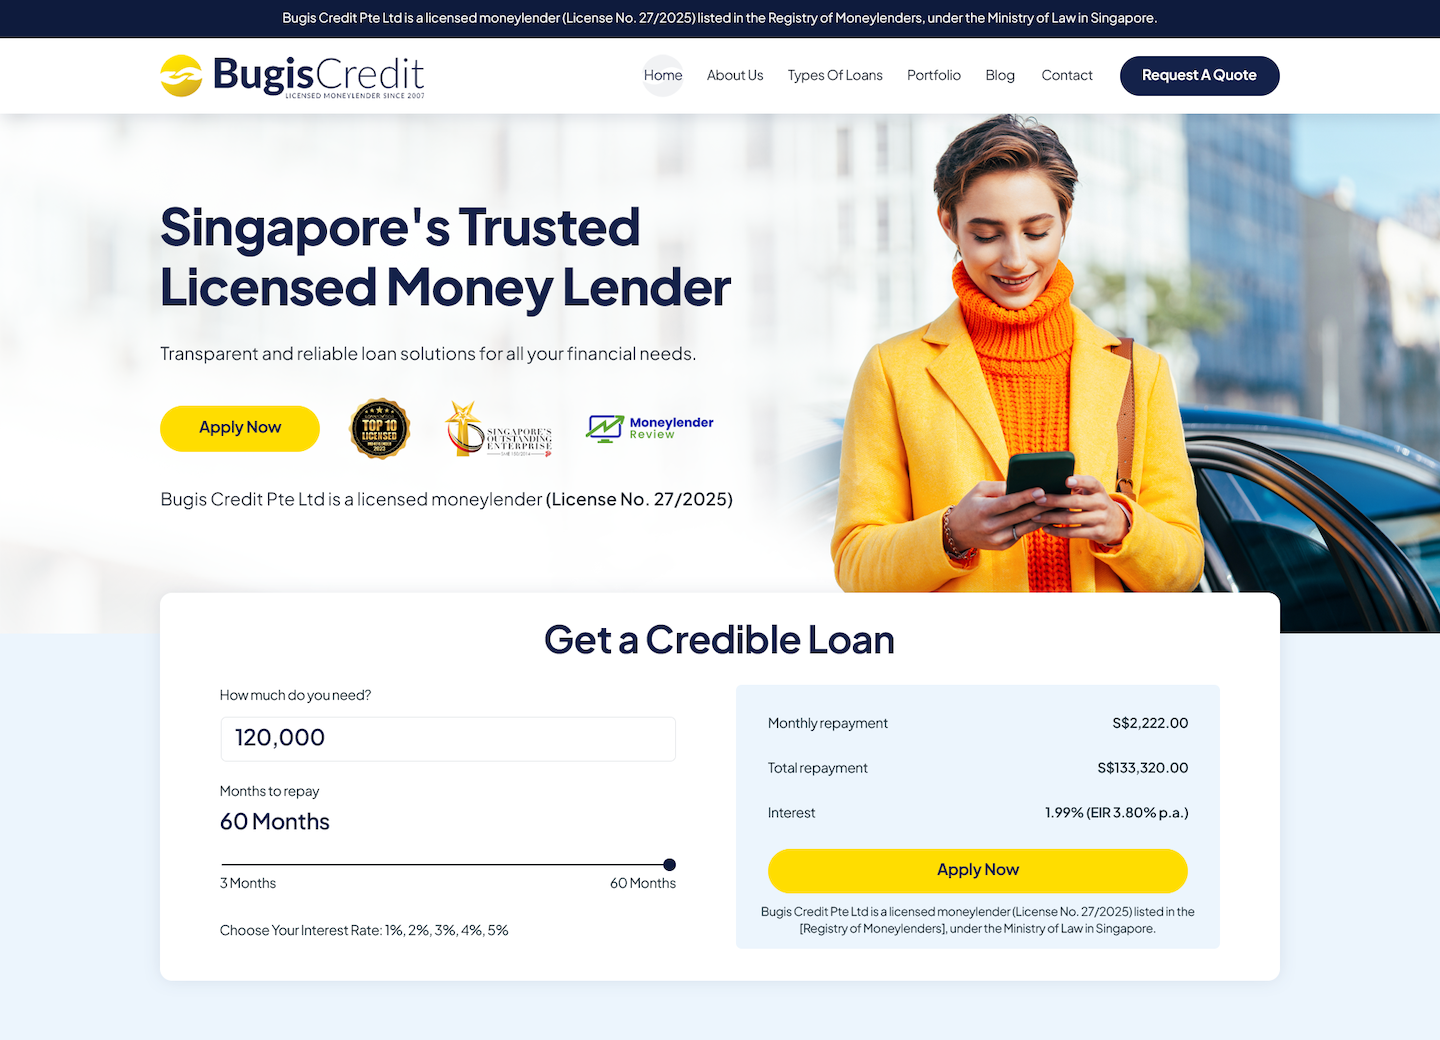 Bugis Credit Pte Ltd is a licensed moneylender (License No. 27/2025) listed in the Registry of Moneylenders, under the Ministry of Law in Singapore.
BugisCredit
LICENSED MONEYLENDER SINCE 2007
Home
About Us
Types Of Loans
Portfolio
Blog
Contact
Request A Quote
Singapore's Trusted
Licensed Money Lender
Transparent and reliable loan solutions for all your financial needs.
Apply Now
TOP 10
LICENSED
MONEYLENDER
2023
SINGAPORE'S
OUTSTANDING
ENTERPRISE
Moneylender
Review
Bugis Credit Pte Ltd is a licensed moneylender (License No. 27/2025)
Get a Credible Loan
How much do you need?
120,000
Months to repay
60 Months
3 Months
60 Months
Choose Your Interest Rate: 1%, 2%, 3%, 4%, 5%
Monthly repayment
S$2,222.00
Total repayment
S$133,320.00
Interest
1.99% (EIR 3.80% p.a.)
Apply Now
Bugis Credit Pte Ltd is a licensed moneylender (License No. 27/2025) listed in the
[Registry of Moneylenders], under the Ministry of Law in Singapore.